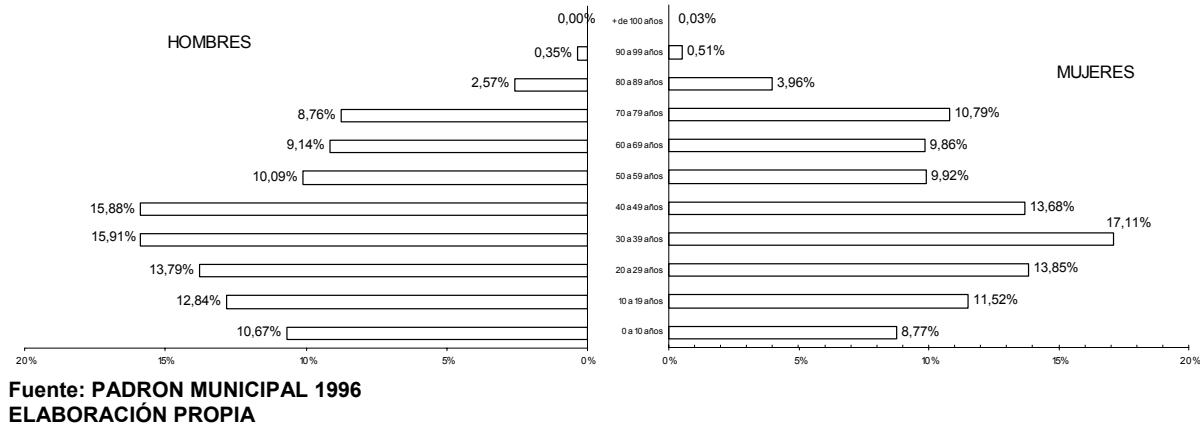 0,00% + de 100 años 0,03%
HOMBRES
0,35% 90 a 99 años 0,51%
MUJERES
2,57% 80 a 89 años 3,96%
8,76% 70 a 79 años 10,79%
9,14% 60 a 69 años 9,86%
10,09% 50 a 59 años 9,92%
15,88% 40 a 49 años 13,68%
17,11%
15,91% 30 a 39 años
13,79% 20 a 29 años 13,85%
12,84% 10 a 19 años 11,52%
10,67% 0 a 10 años 8,77%
20% 15% 10% 5% 0% 0% 5% 10% 15% 20%
Fuente: PADRON MUNICIPAL 1996
ELABORACIÓN PROPIA